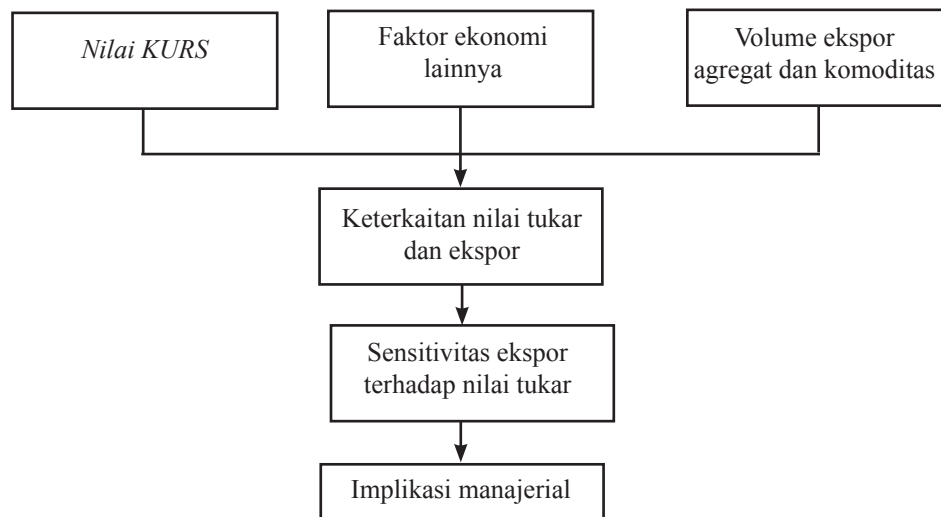 Nilai KURS
Faktor ekonomi
lainnya
Volume ekspor
agregat dan komoditas
Keterkaitan nilai tukar
dan ekspor
Sensitivitas ekspor
terhadap nilai tukar
Implikasi manajerial